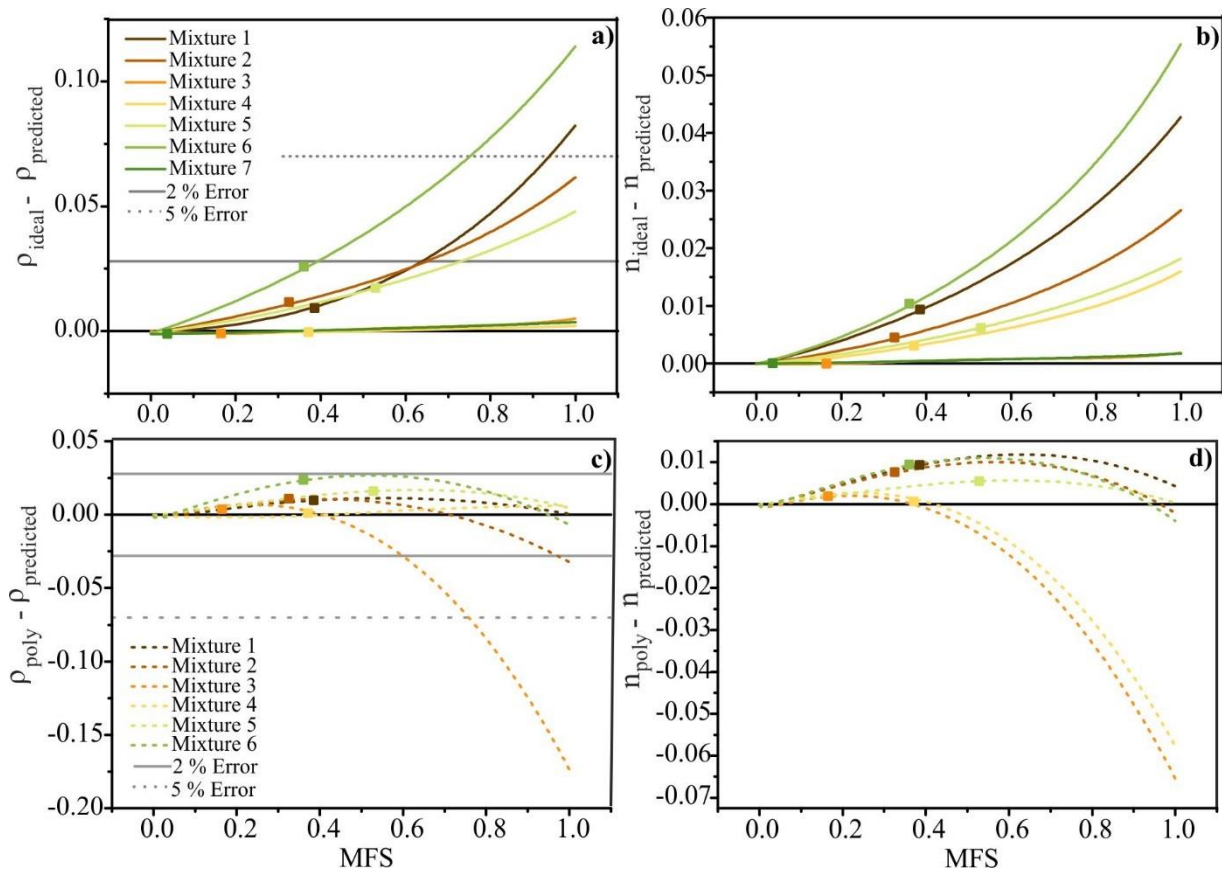 a)
ρideal - ρpredicted
0.10
0.05
0.00
Mixture 1
Mixture 2
Mixture 3
Mixture 4
Mixture 5
Mixture 6
Mixture 7
2 % Error
5 % Error
0.0 0.2 0.4 0.6 0.8 1.0
b)
nideal - npredicted
0.06
0.05
0.04
0.03
0.02
0.01
0.00
0.0 0.2 0.4 0.6 0.8 1.0
c)
ρpoly - ρpredicted
0.05
0.00
-0.05
-0.10
-0.15
-0.20
Mixture 1
Mixture 2
Mixture 3
Mixture 4
Mixture 5
Mixture 6
2 % Error
5 % Error
0.0 0.2 0.4 0.6 0.8 1.0
MFS
d)
npoly - npredicted
0.01
0.00
-0.01
-0.02
-0.03
-0.04
-0.05
-0.06
-0.07
0.0 0.2 0.4 0.6 0.8 1.0
MFS